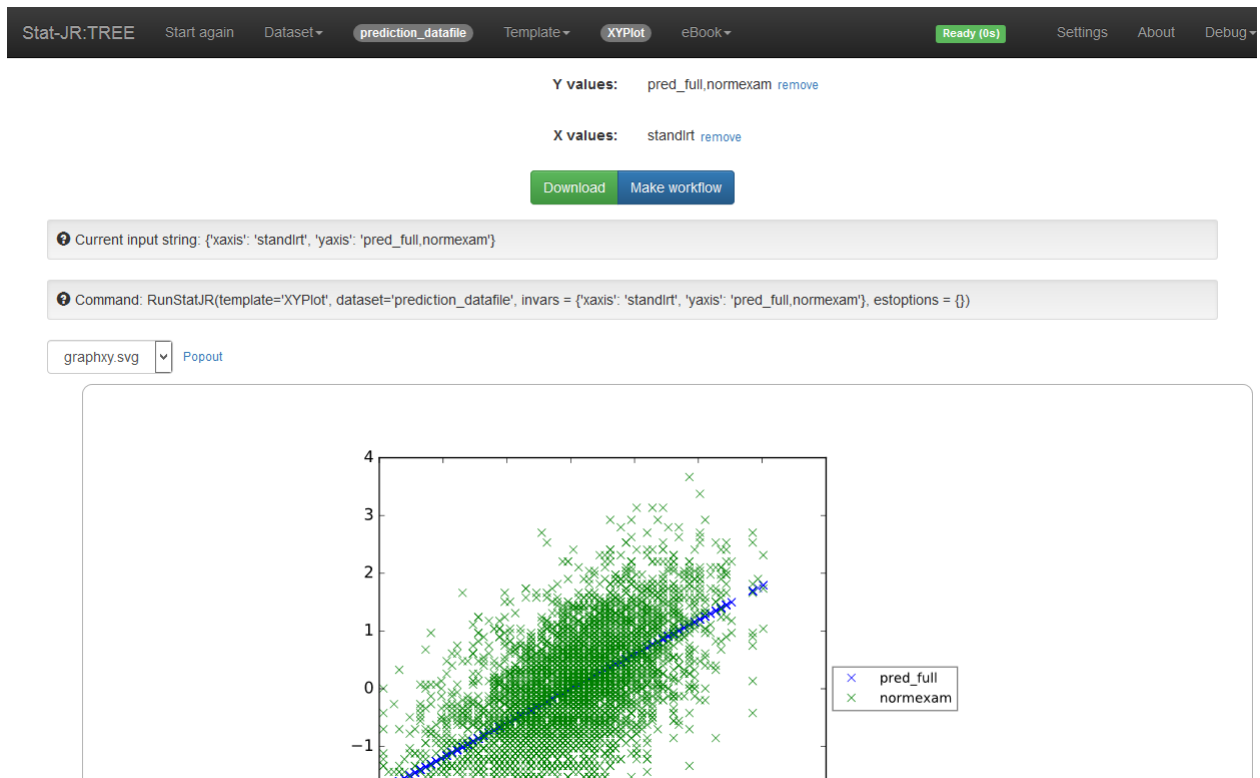 Stat-JR:TREE Start again Dataset prediction_datafile Template XYPlot eBook Ready (0s) Settings About Debug
Y values: pred_full,normexam remove
X values: standlrt remove
Download Make workflow
Current input string: {'xaxis': 'standlrt', 'yaxis': 'pred_full,normexam'}
Command: RunStatJR(template='XYPlot', dataset='prediction_datafile', invars = {'xaxis': 'standlrt', 'yaxis': 'pred_full,normexam'}, estoptions = {})
graphxy.svg Popout
4
3
2
1
0
−1
pred_full
normexam